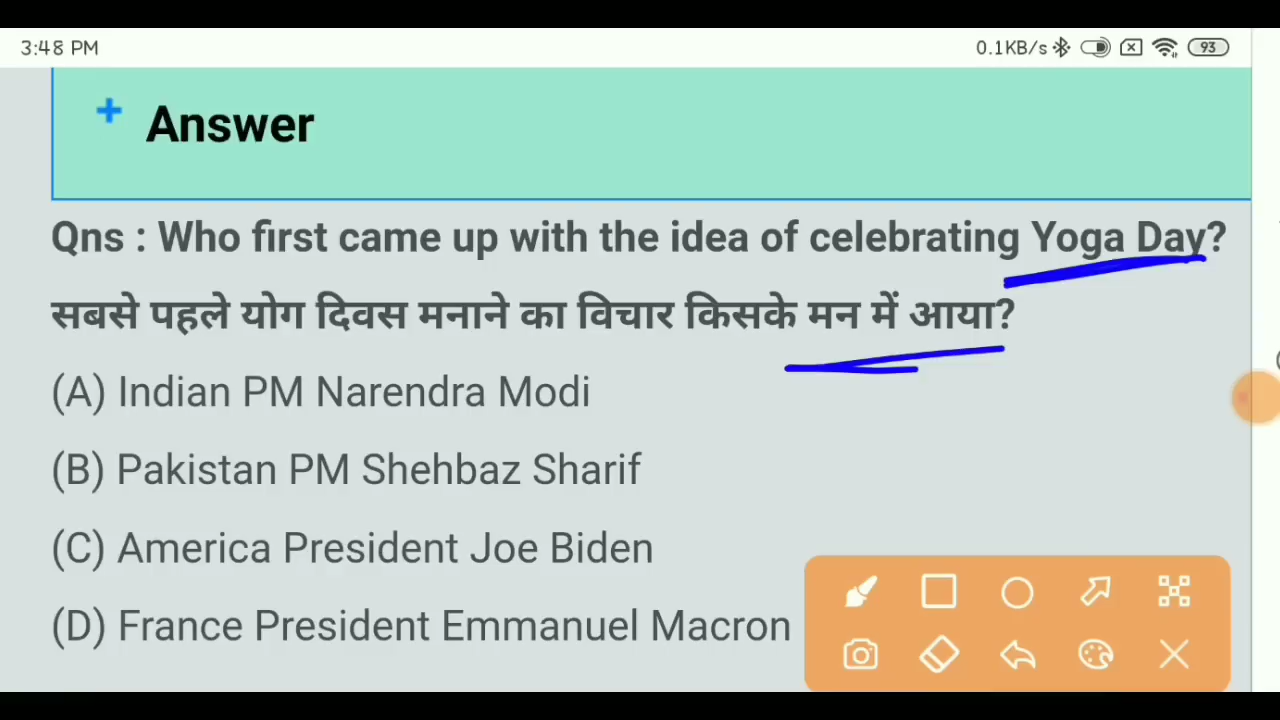 3:48 PM 0.1KB/s 93
Answer
Qns : Who first came up with the idea of celebrating Yoga Day?
सबसे पहले योग दिवस मनाने का विचार किसके मन में आया?
(A) Indian PM Narendra Modi
(B) Pakistan PM Shehbaz Sharif
(C) America President Joe Biden
(D) France President Emmanuel Macron